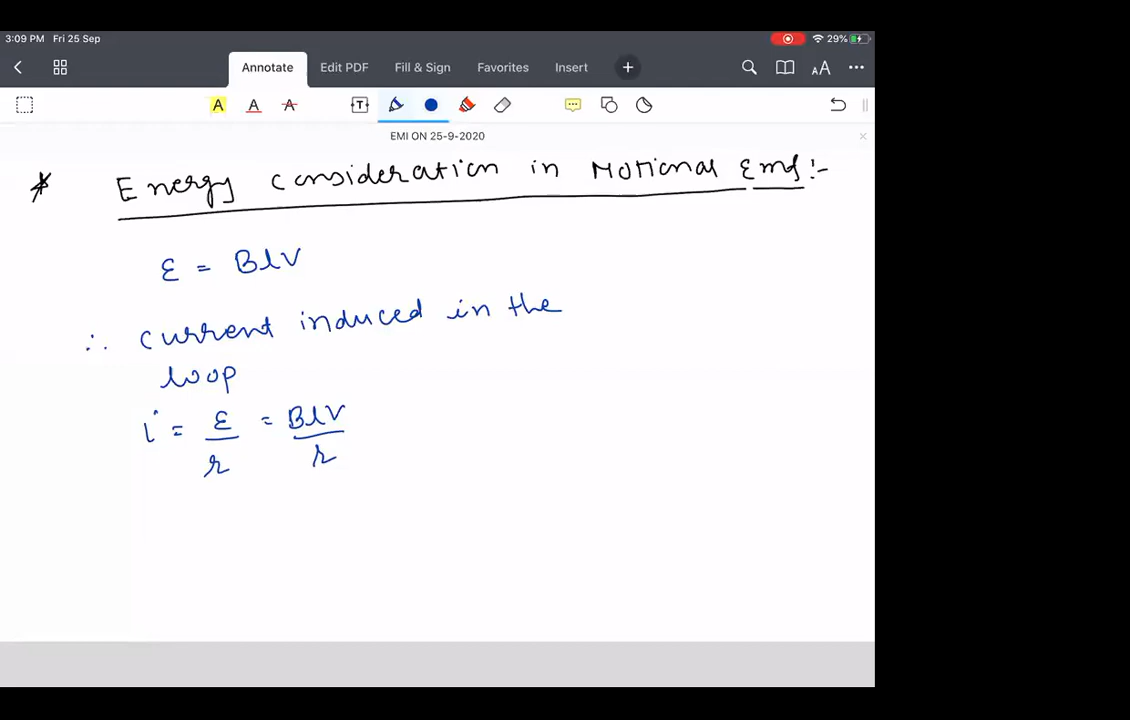 3:09 PM Fri 25 Sep
29%
Annotate Edit PDF Fill & Sign Favorites Insert
AA
A A A T
EMI ON 25-9-2020
* Energy consideration in Motional Emf :-
ε = Blv
∴ current induced in the
loop
i = ε/r = Blv/r